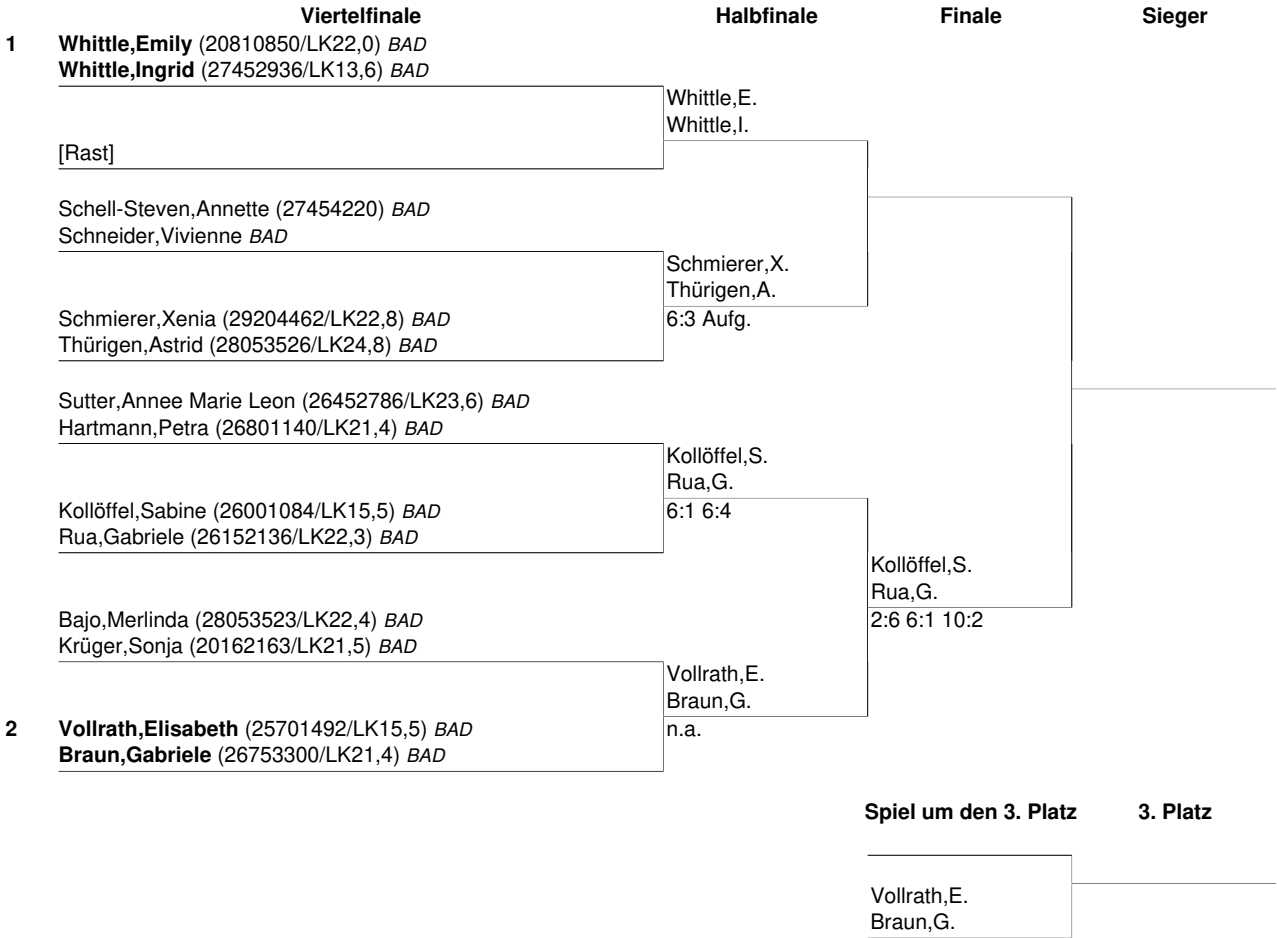 Viertelfinale Halbfinale Finale Sieger
1 Whittle,Emily (20810850/LK22,0) BAD
Whittle,Ingrid (27452936/LK13,6) BAD
Whittle,E.
Whittle,I.
[Rast]
Schell-Steven,Annette (27454220) BAD
Schneider,Vivienne BAD
Schmierer,X.
Thürigen,A.
Schmierer,Xenia (29204462/LK22,8) BAD 6:3 Aufg.
Thürigen,Astrid (28053526/LK24,8) BAD
Sutter,Annee Marie Leon (26452786/LK23,6) BAD
Hartmann,Petra (26801140/LK21,4) BAD
Kollöffel,S.
Rua,G.
Kollöffel,Sabine (26001084/LK15,5) BAD 6:1 6:4
Rua,Gabriele (26152136/LK22,3) BAD
Kollöffel,S.
Rua,G.
Bajo,Merlinda (28053523/LK22,4) BAD 2:6 6:1 10:2
Krüger,Sonja (20162163/LK21,5) BAD
Vollrath,E.
Braun,G.
2 Vollrath,Elisabeth (25701492/LK15,5) BAD n.a.
Braun,Gabriele (26753300/LK21,4) BAD
Spiel um den 3. Platz 3. Platz
Vollrath,E.
Braun,G.